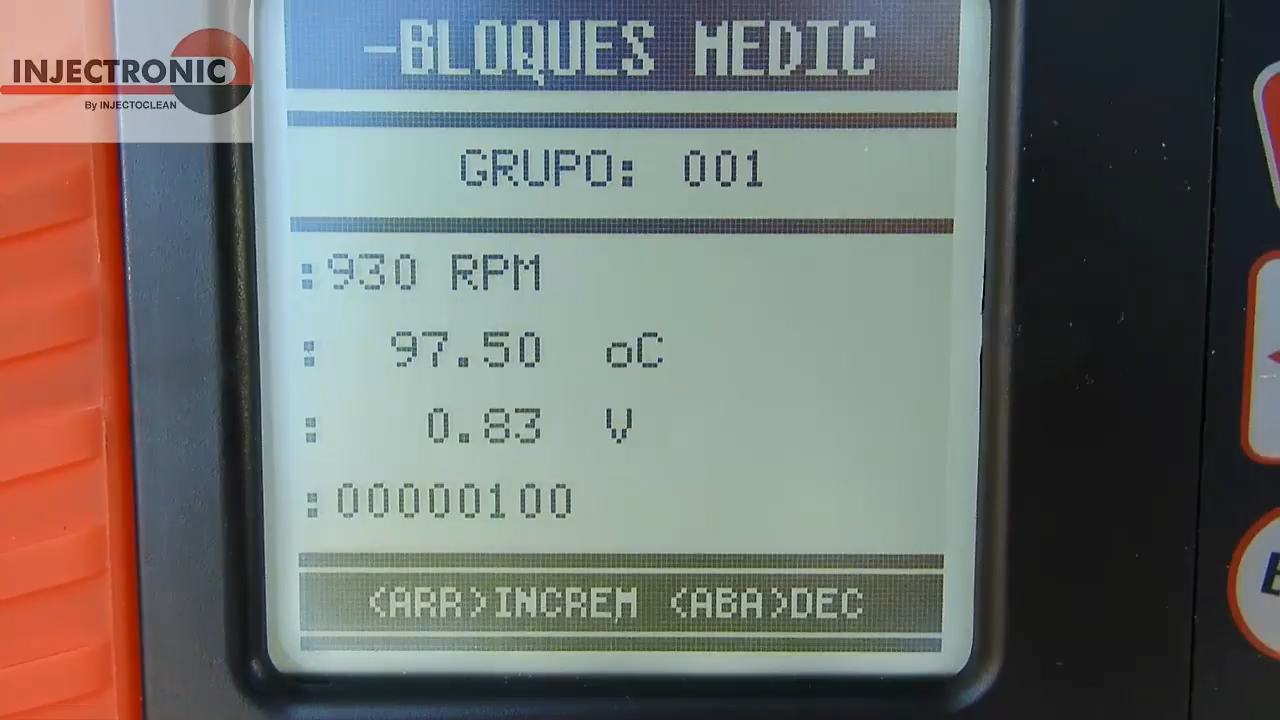 INJECTRONIC
By INJECTOCLEAN
-BLOQUES MEDIC
GRUPO: 001
:930 RPM
: 97.50 oC
: 0.83 V
:00000100
<ARR>INCREM <ABA>DEC